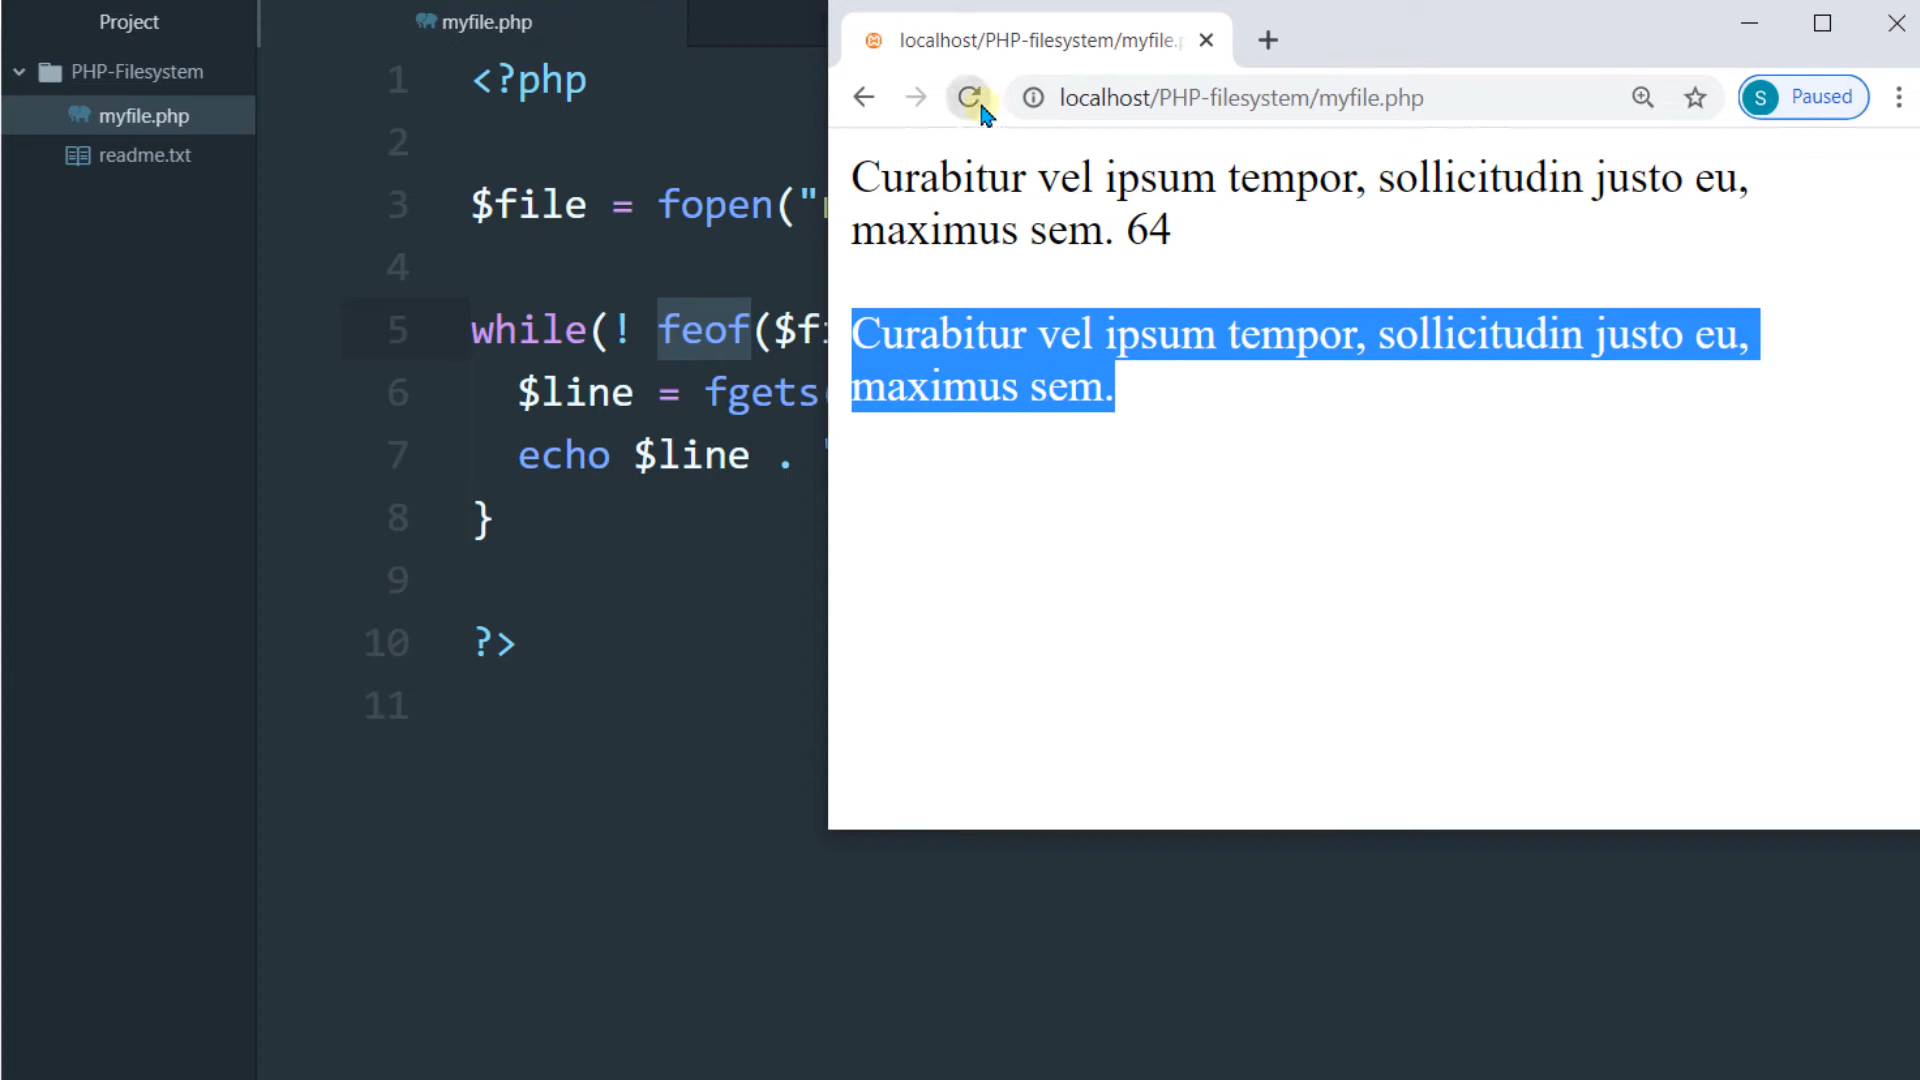 Project
PHP-Filesystem
myfile.php
readme.txt
myfile.php
1 <?php
2
3 $file = fopen("
4
5 while(! feof($fi
6 $line = fgets(
7 echo $line . "
8 }
9
10 ?>
11
localhost/PHP-filesystem/myfile.p
localhost/PHP-filesystem/myfile.php
S Paused
Curabitur vel ipsum tempor, sollicitudin justo eu,
maximus sem. 64
Curabitur vel ipsum tempor, sollicitudin justo eu,
maximus sem.